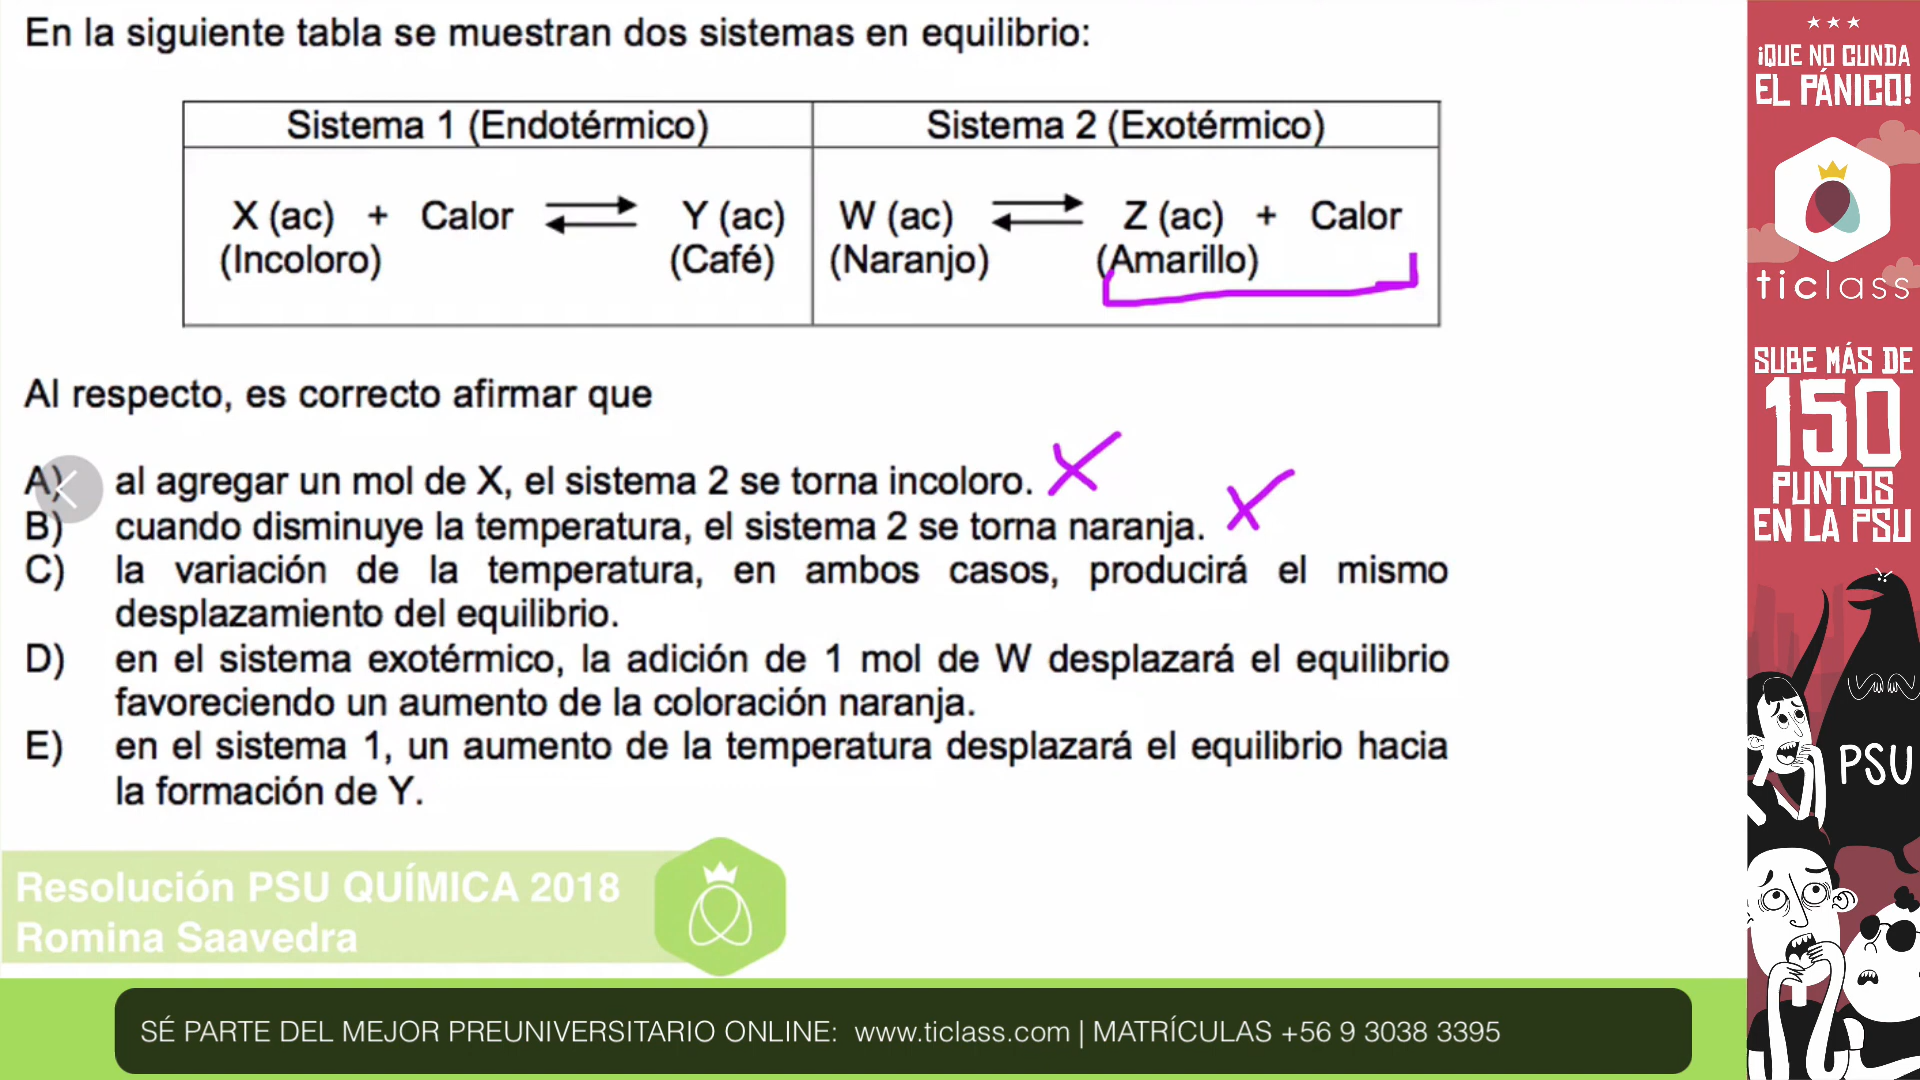 En la siguiente tabla se muestran dos sistemas en equilibrio:
Sistema 1 (Endotérmico)
Sistema 2 (Exotérmico)
X (ac) + Calor ⇄ Y (ac)
(Incoloro) (Café)
W (ac) ⇄ Z (ac) + Calor
(Naranjo) (Amarillo)
Al respecto, es correcto afirmar que
A) al agregar un mol de X, el sistema 2 se torna incoloro.
B) cuando disminuye la temperatura, el sistema 2 se torna naranja.
C) la variación de la temperatura, en ambos casos, producirá el mismo
desplazamiento del equilibrio.
D) en el sistema exotérmico, la adición de 1 mol de W desplazará el equilibrio
favoreciendo un aumento de la coloración naranja.
E) en el sistema 1, un aumento de la temperatura desplazará el equilibrio hacia
la formación de Y.
Resolución PSU QUÍMICA 2018
Romina Saavedra
SÉ PARTE DEL MEJOR PREUNIVERSITARIO ONLINE: www.ticlass.com | MATRÍCULAS +56 9 3038 3395
¡QUE NO CUNDA
EL PÁNICO!
ticlass
SUBE MÁS DE
150
PUNTOS
EN LA PSU
PSU